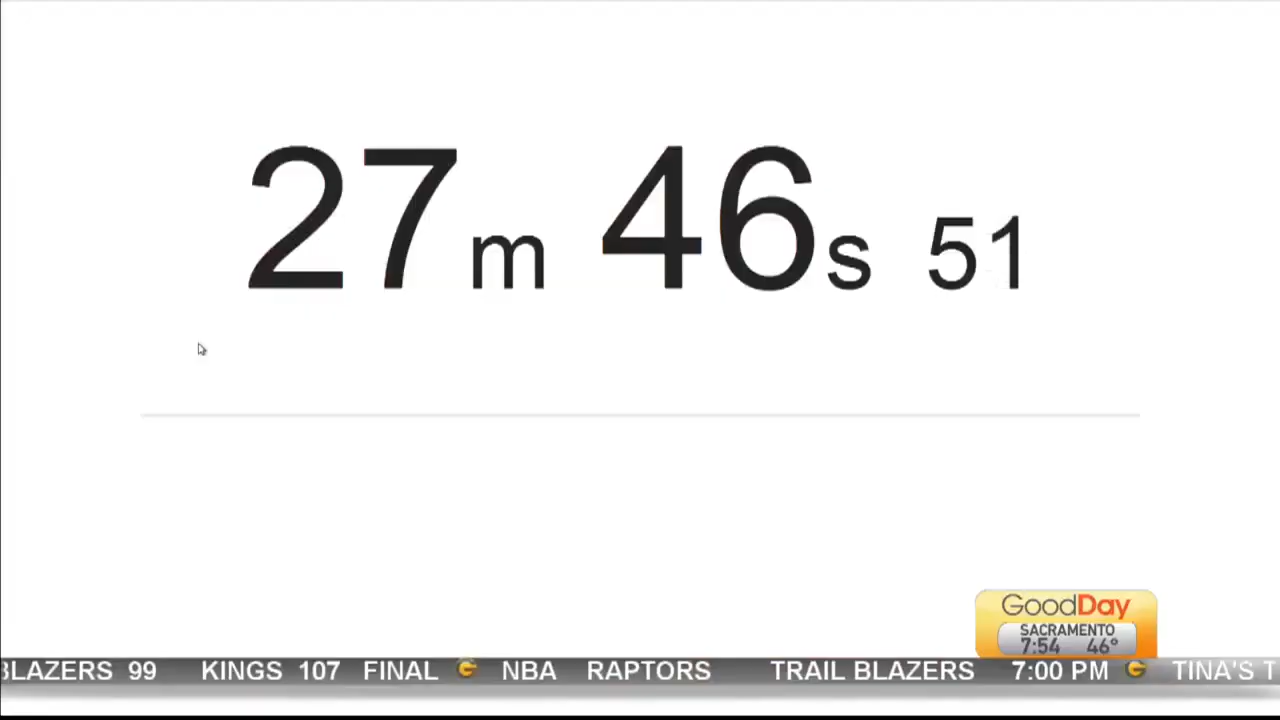 27m 46s 51
GoodDay
SACRAMENTO
7:54 46°
BLAZERS 99 KINGS 107 FINAL NBA RAPTORS TRAIL BLAZERS 7:00 PM TINA'S T